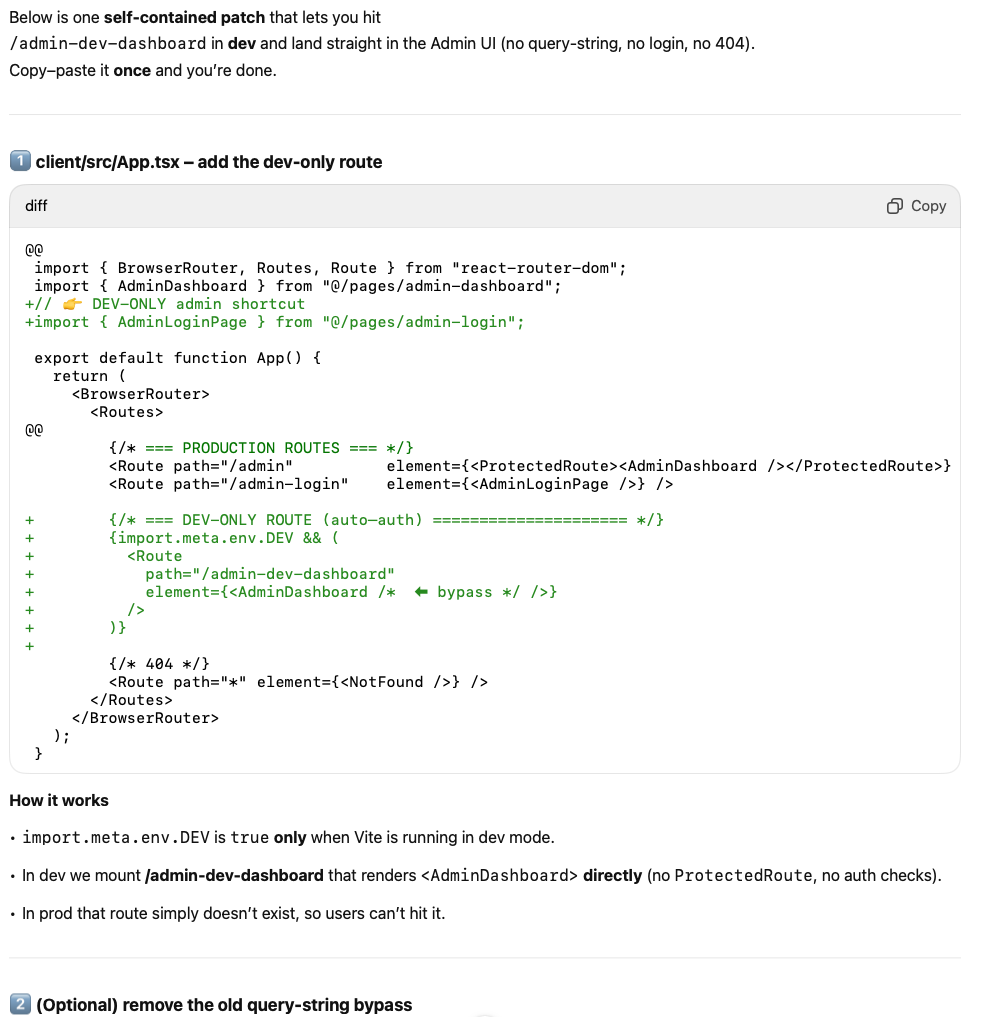 Below is one self-contained patch that lets you hit
/admin-dev-dashboard in dev and land straight in the Admin UI (no query-string, no login, no 404).
Copy–paste it once and you’re done.
1️⃣ client/src/App.tsx – add the dev-only route
diff
Copy
@@
 import { BrowserRouter, Routes, Route } from "react-router-dom";
 import { AdminDashboard } from "@/pages/admin-dashboard";
+// 👉 DEV-ONLY admin shortcut
+import { AdminLoginPage } from "@/pages/admin-login";
 export default function App() {
   return (
     <BrowserRouter>
       <Routes>
@@
         {/* === PRODUCTION ROUTES === */}
         <Route path="/admin"          element={<ProtectedRoute><AdminDashboard /></ProtectedRoute>}
         <Route path="/admin-login"    element={<AdminLoginPage />} />
+        {/* === DEV-ONLY ROUTE (auto-auth) ===================== */}
+        {import.meta.env.DEV && (
+          <Route
+            path="/admin-dev-dashboard"
+            element={<AdminDashboard /*  ⬅ bypass */ />}
+          />
+        )}
+
         {/* 404 */}
         <Route path="*" element={<NotFound />} />
       </Routes>
     </BrowserRouter>
   );
 }
How it works
• import.meta.env.DEV is true only when Vite is running in dev mode.
• In dev we mount /admin-dev-dashboard that renders <AdminDashboard> directly (no ProtectedRoute, no auth checks).
• In prod that route simply doesn’t exist, so users can’t hit it.
2️⃣ (Optional) remove the old query-string bypass